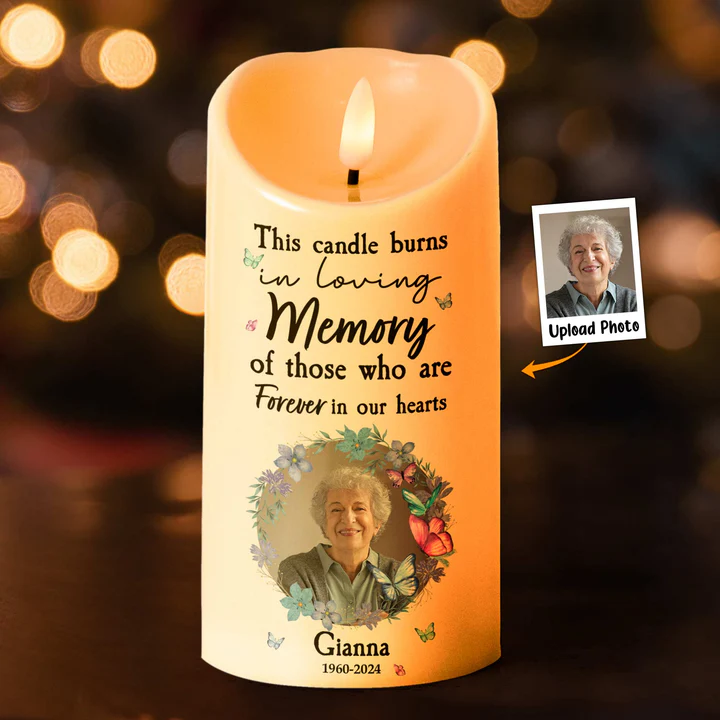 This candle burns
in loving
Memory
of those who are
Forever in our hearts
Gianna
1960-2024
Upload Photo